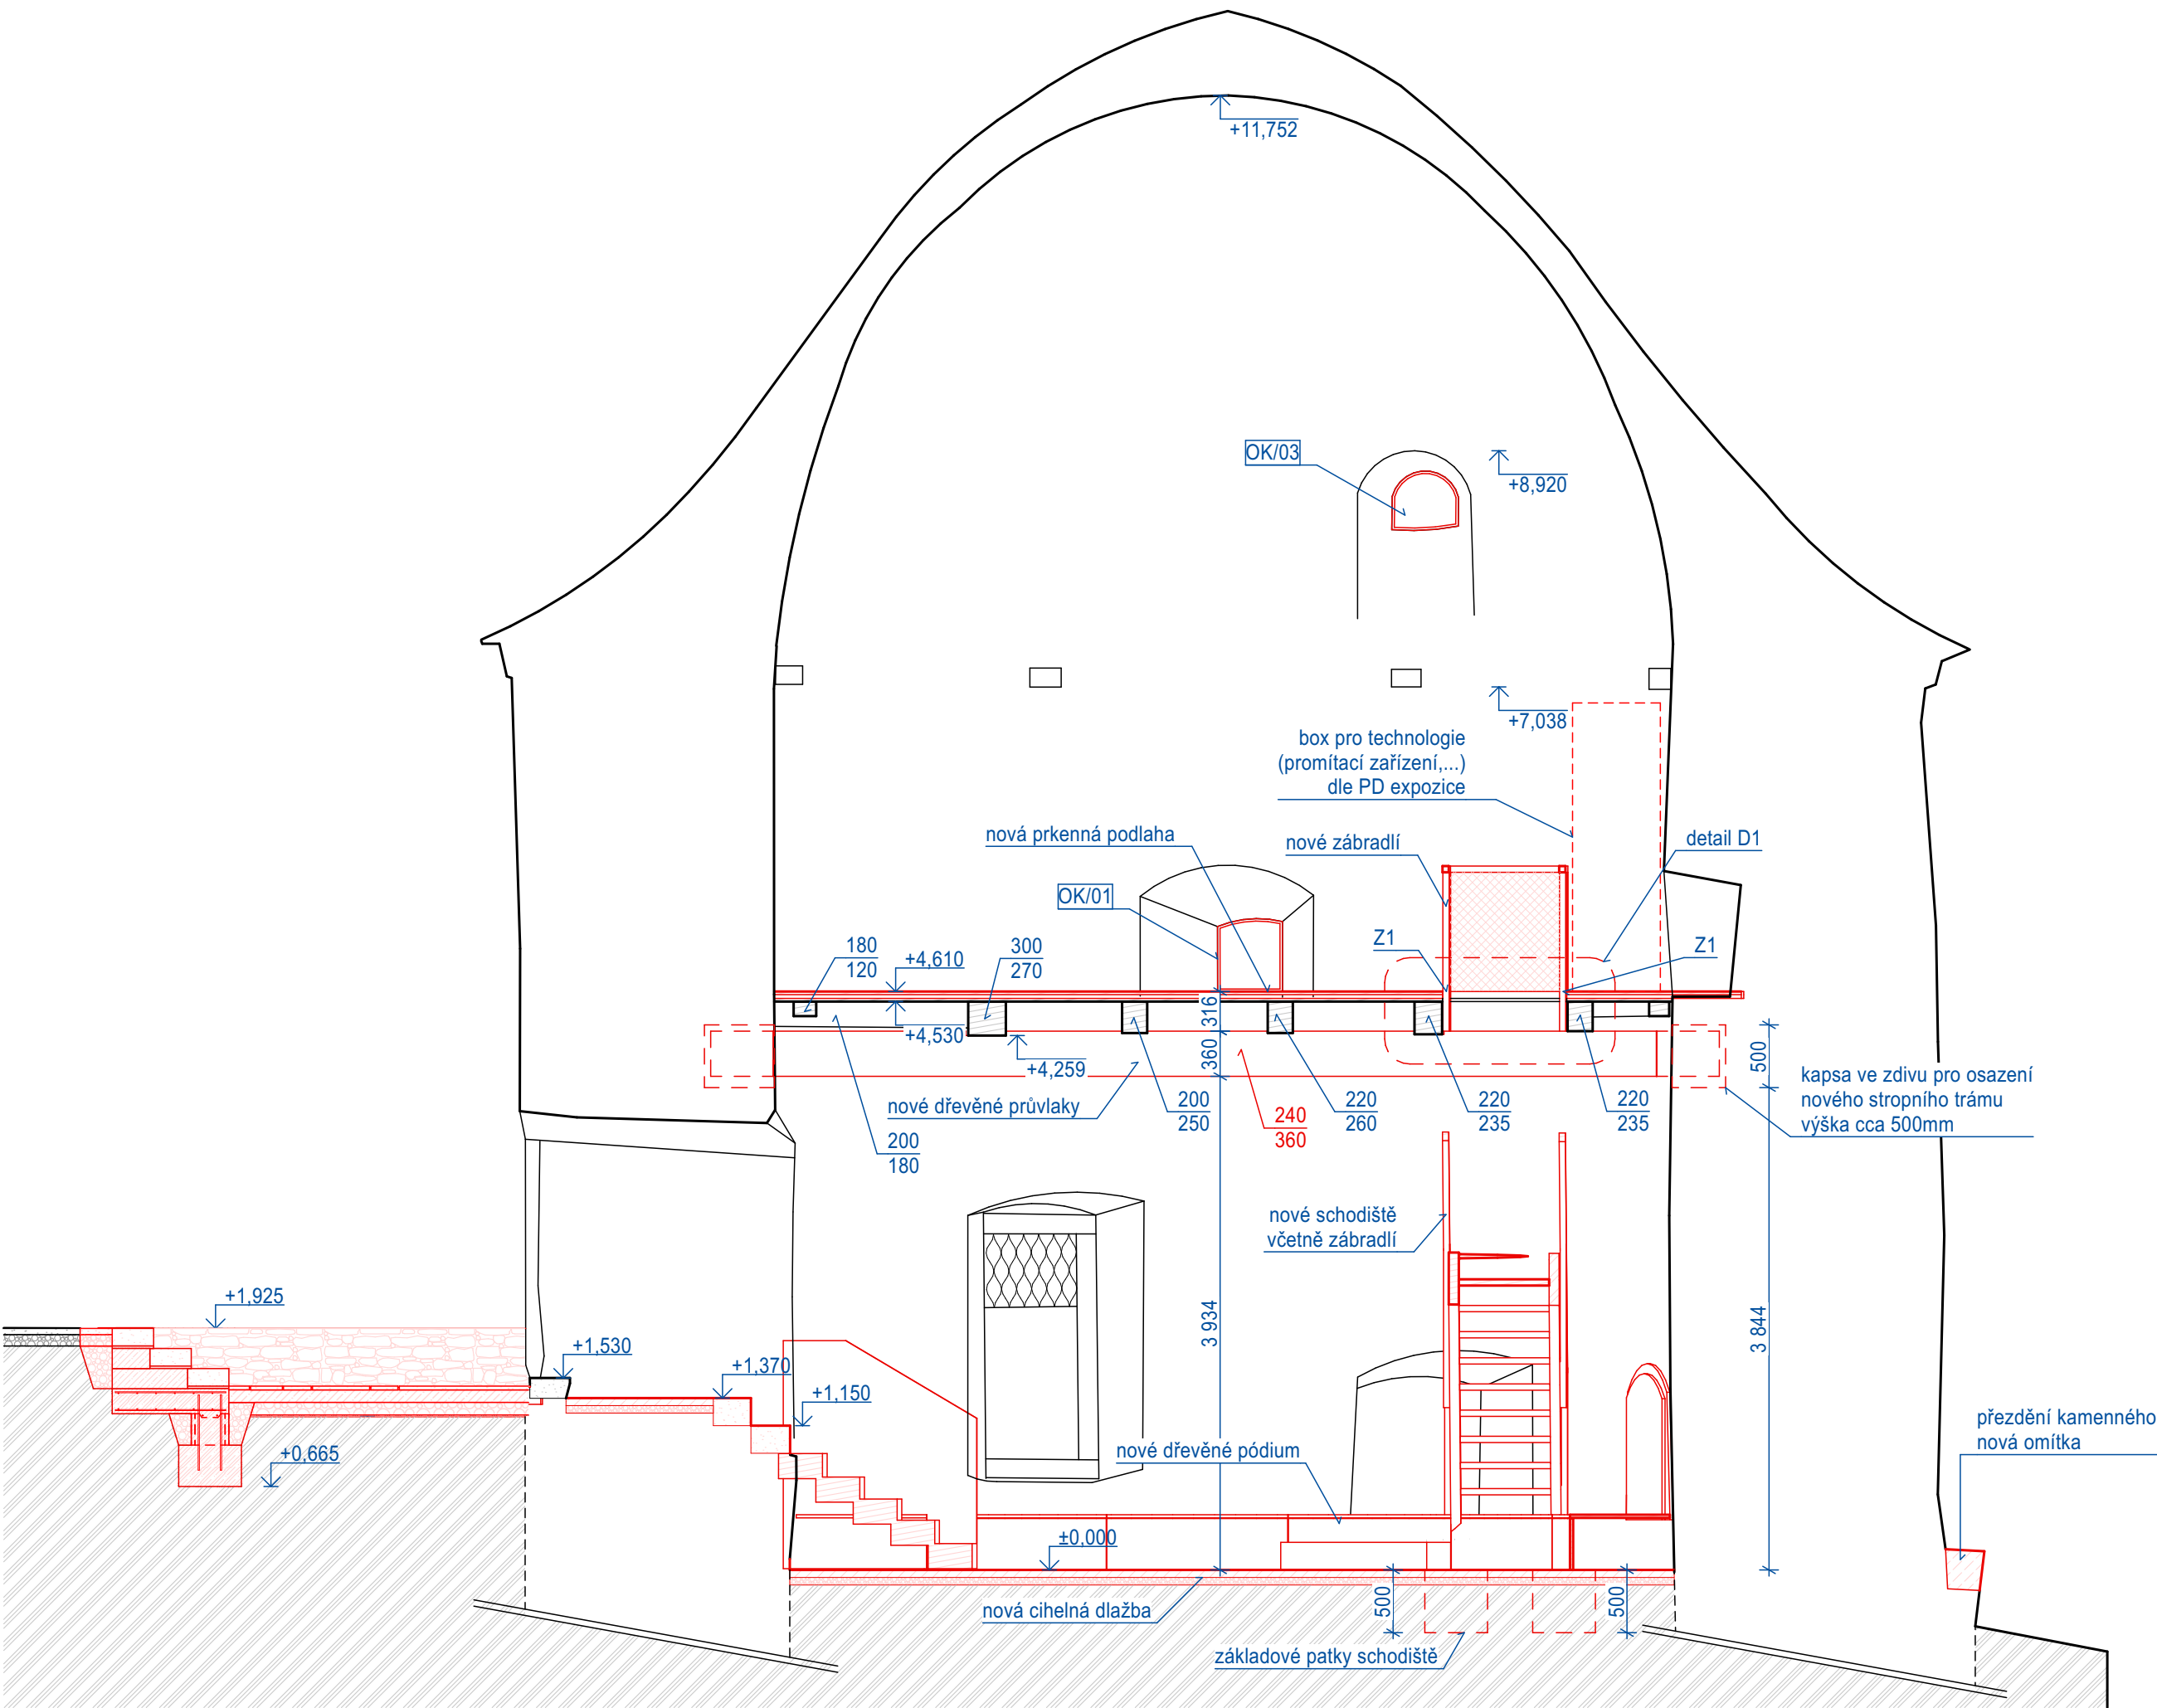 +11,752
OK/03
+8,920
+7,038
box pro technologie
(promítací zařízení,...)
dle PD expozice
nová prkenná podlaha
nové zábradlí
detail D1
OK/01
180
120
+4,610
300
270
Z1
Z1
316
+4,530
+4,259
360
500
kapsa ve zdivu pro osazení
nového stropního trámu
výška cca 500mm
nové dřevěné průvlaky
200
250
240
360
220
260
220
235
220
235
200
180
nové schodiště
včetně zábradlí
+1,925
3 934
3 844
+1,530
+1,370
+1,150
přezdění kamenného
nová omítka
+0,665
nové dřevěné pódium
±0,000
nová cihelná dlažba
500
500
základové patky schodiště